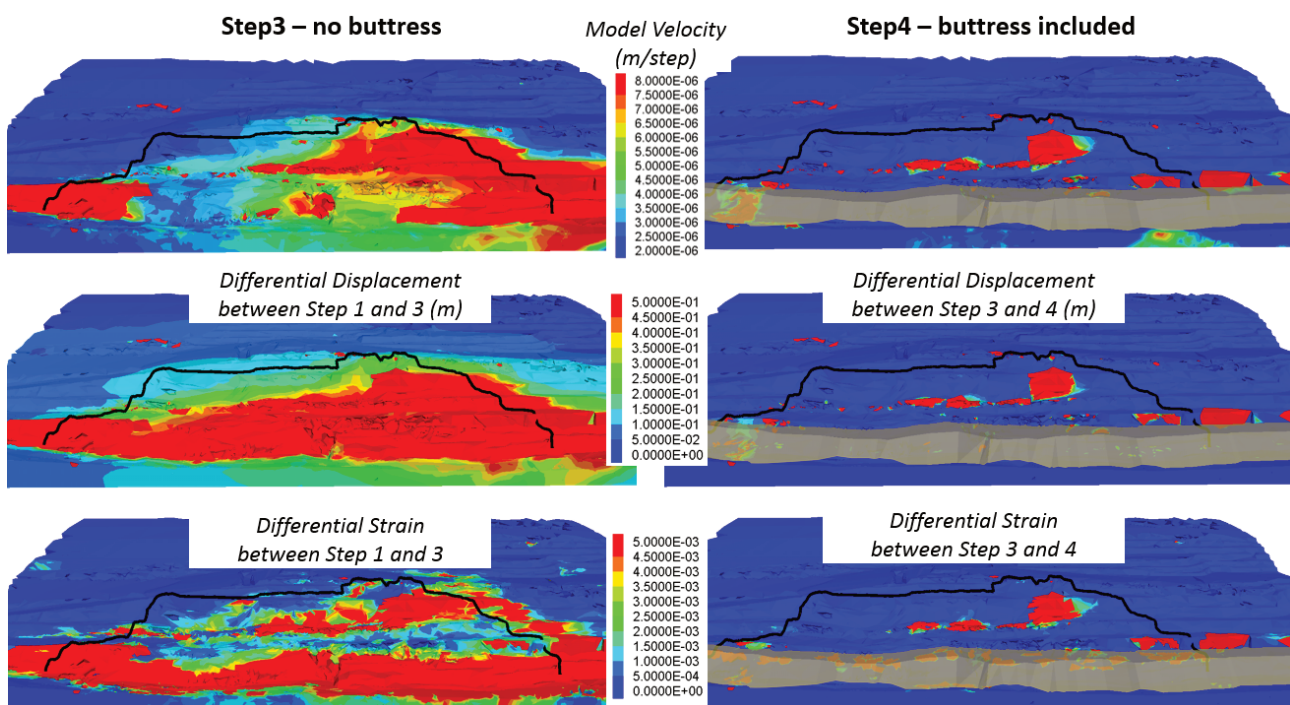 Step3 – no buttress
Model Velocity
(m/step)
Step4 – buttress included
8.0000E-06
7.5000E-06
7.0000E-06
6.5000E-06
6.0000E-06
5.5000E-06
5.0000E-06
4.5000E-06
4.0000E-06
3.5000E-06
3.0000E-06
2.5000E-06
2.0000E-06
Differential Displacement
between Step 1 and 3 (m)
Differential Displacement
between Step 3 and 4 (m)
5.0000E-01
4.5000E-01
4.0000E-01
3.5000E-01
3.0000E-01
2.5000E-01
2.0000E-01
1.5000E-01
1.0000E-01
5.0000E-02
0.0000E+00
Differential Strain
between Step 1 and 3
Differential Strain
between Step 3 and 4
5.0000E-03
4.5000E-03
4.0000E-03
3.5000E-03
3.0000E-03
2.5000E-03
2.0000E-03
1.5000E-03
1.0000E-03
5.0000E-04
0.0000E+00